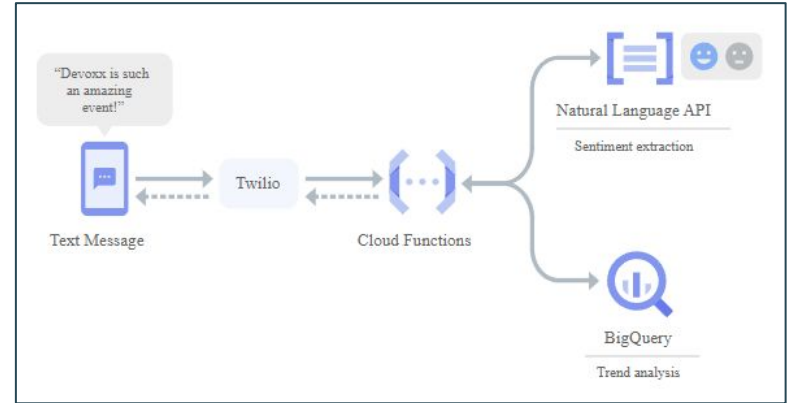 “Devoxx is such
an amazing
event!”
Text Message
Twilio
Cloud Functions
Natural Language API
Sentiment extraction
BigQuery
Trend analysis